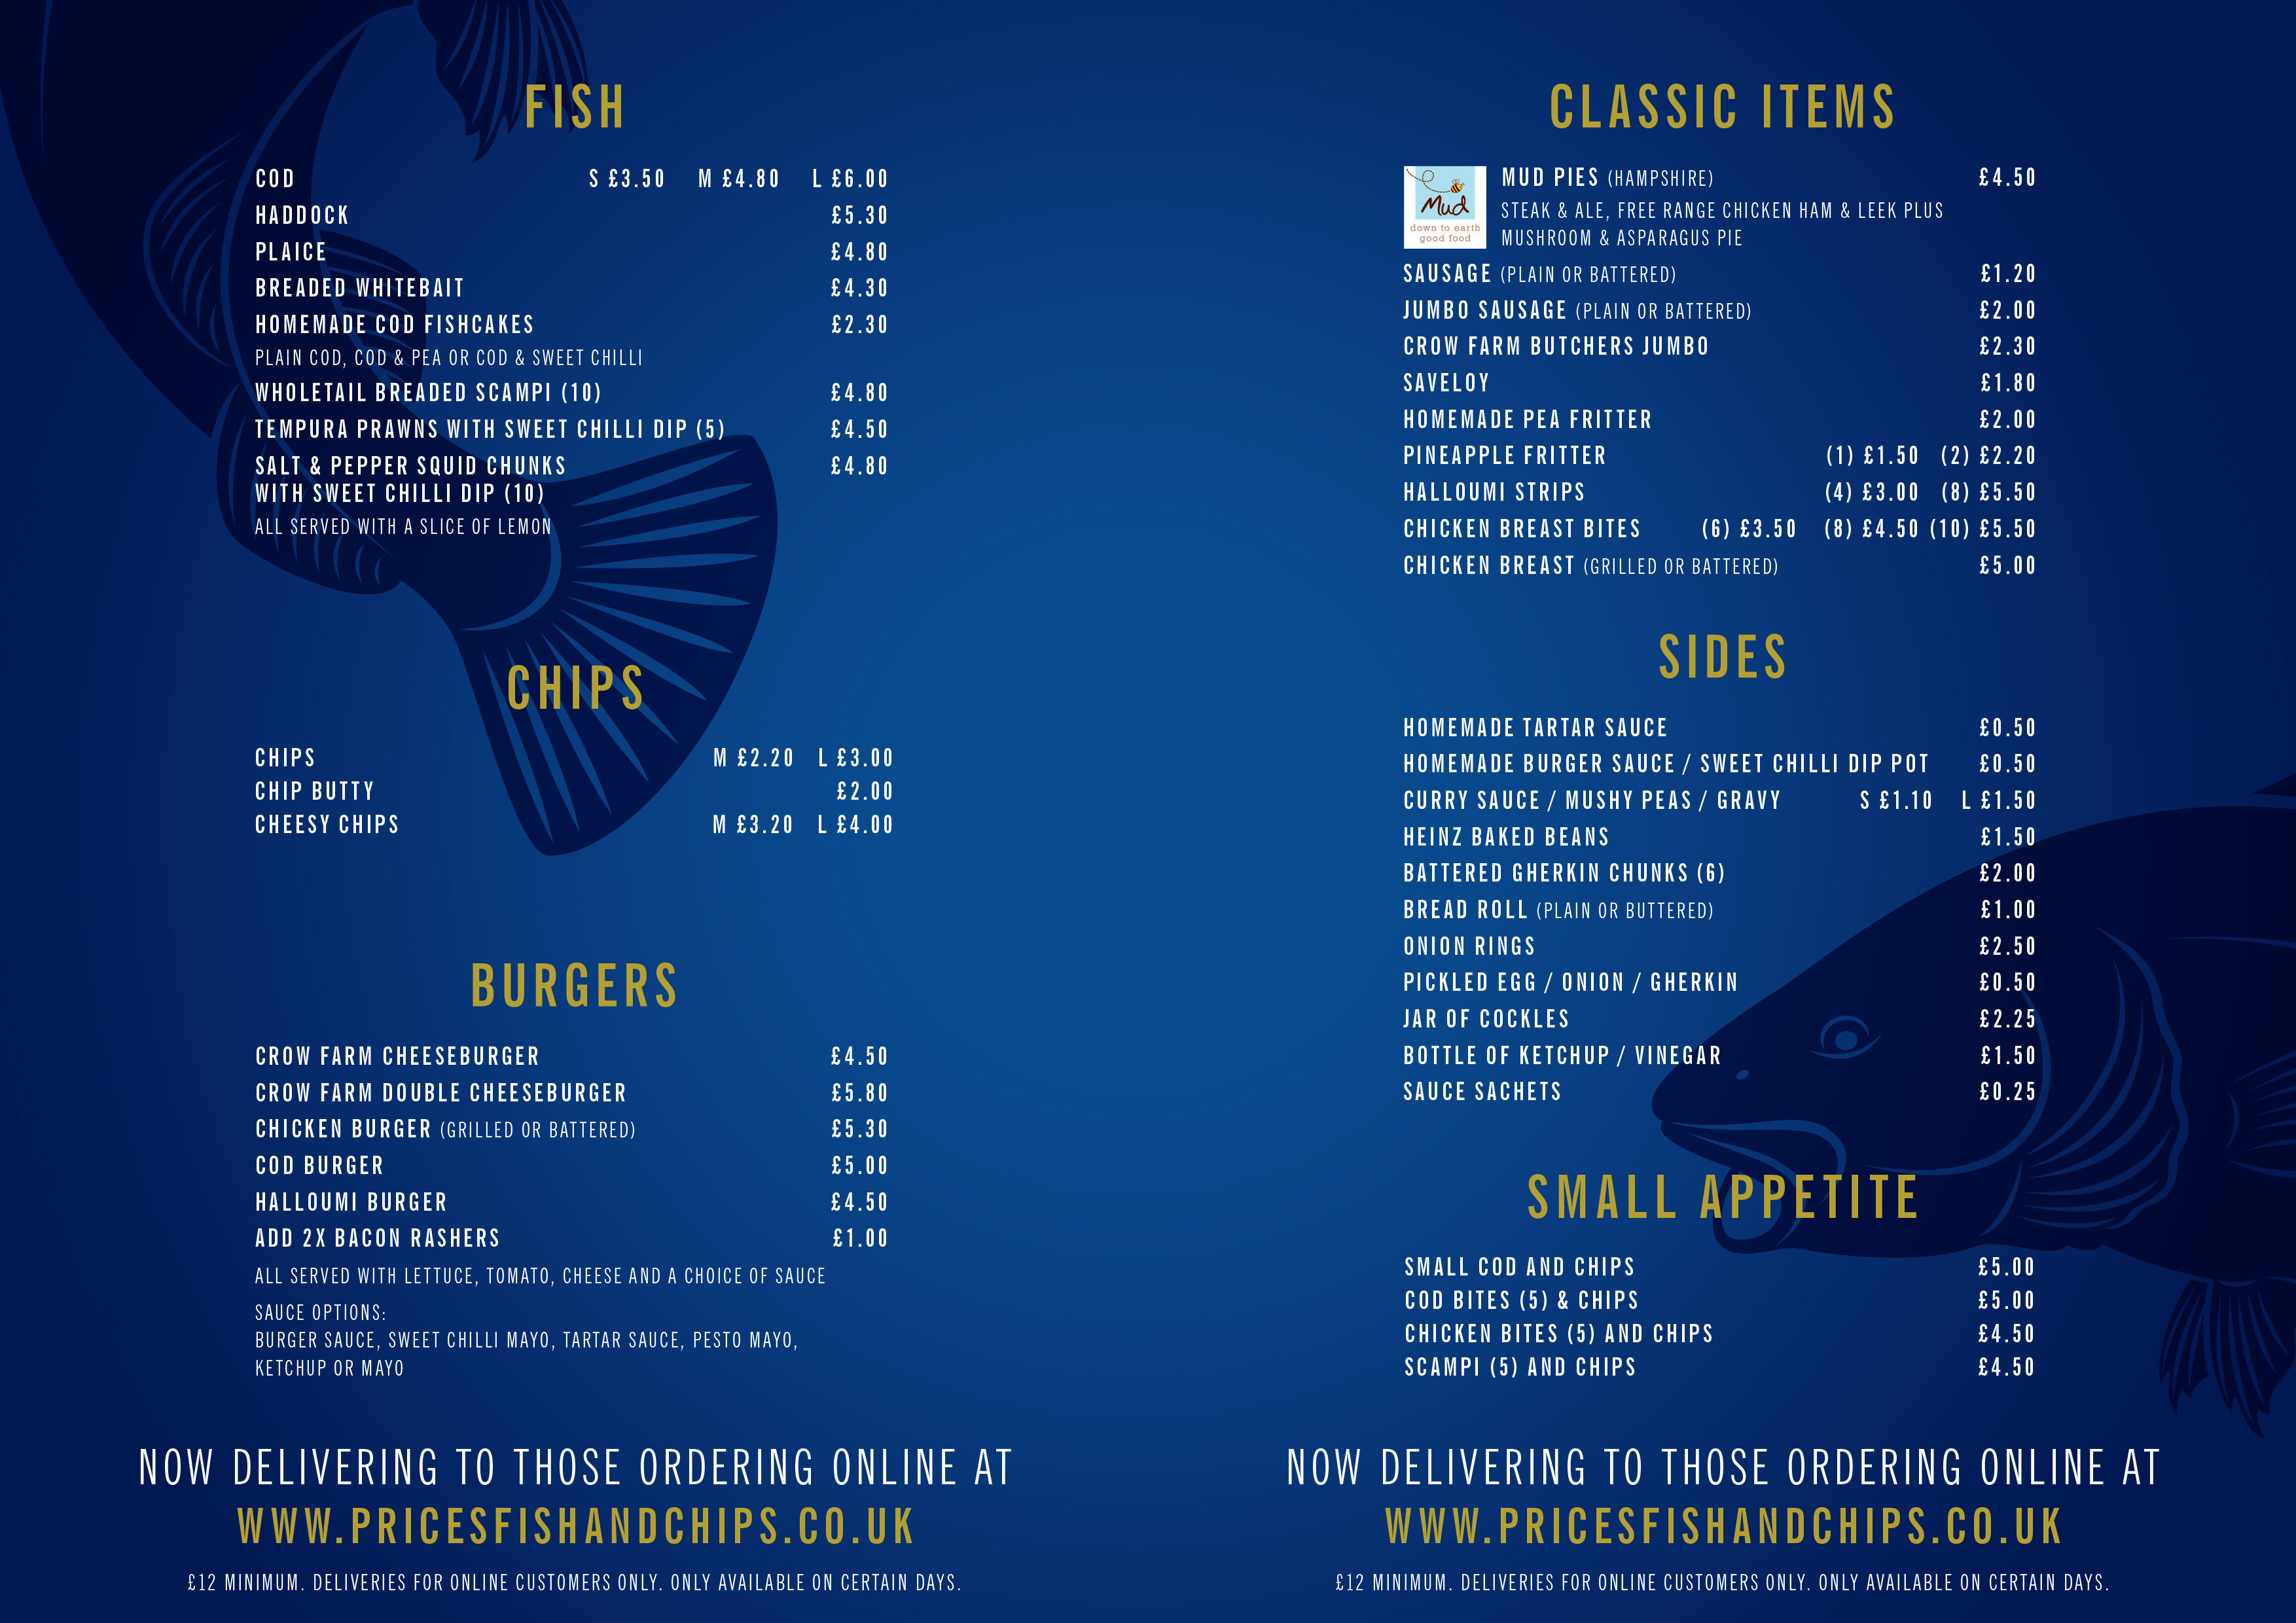 FISH
COD S £3.50 M £4.80 L £6.00
HADDOCK £5.30
PLAICE £4.80
BREADED WHITEBAIT £4.30
HOMEMADE COD FISHCAKES £2.30
PLAIN COD, COD & PEA OR COD & SWEET CHILLI
WHOLETAIL BREADED SCAMPI (10) £4.80
TEMPURA PRAWNS WITH SWEET CHILLI DIP (5) £4.50
SALT & PEPPER SQUID CHUNKS £4.80
WITH SWEET CHILLI DIP (10)
ALL SERVED WITH A SLICE OF LEMON
CHIPS
CHIPS M £2.20 L £3.00
CHIP BUTTY £2.00
CHEESY CHIPS M £3.20 L £4.00
BURGERS
CROW FARM CHEESEBURGER £4.50
CROW FARM DOUBLE CHEESEBURGER £5.80
CHICKEN BURGER (GRILLED OR BATTERED) £5.30
COD BURGER £5.00
HALLOUMI BURGER £4.50
ADD 2X BACON RASHERS £1.00
ALL SERVED WITH LETTUCE, TOMATO, CHEESE AND A CHOICE OF SAUCE
SAUCE OPTIONS:
BURGER SAUCE, SWEET CHILLI MAYO, TARTAR SAUCE, PESTO MAYO,
KETCHUP OR MAYO
NOW DELIVERING TO THOSE ORDERING ONLINE AT
WWW.PRICESFISHANDCHIPS.CO.UK
£12 MINIMUM. DELIVERIES FOR ONLINE CUSTOMERS ONLY. ONLY AVAILABLE ON CERTAIN DAYS.
CLASSIC ITEMS
Mud
down to earth
good food
MUD PIES (HAMPSHIRE) £4.50
STEAK & ALE, FREE RANGE CHICKEN HAM & LEEK PLUS
MUSHROOM & ASPARAGUS PIE
SAUSAGE (PLAIN OR BATTERED) £1.20
JUMBO SAUSAGE (PLAIN OR BATTERED) £2.00
CROW FARM BUTCHERS JUMBO £2.30
SAVELOY £1.80
HOMEMADE PEA FRITTER £2.00
PINEAPPLE FRITTER (1) £1.50 (2) £2.20
HALLOUMI STRIPS (4) £3.00 (8) £5.50
CHICKEN BREAST BITES (6) £3.50 (8) £4.50 (10) £5.50
CHICKEN BREAST (GRILLED OR BATTERED) £5.00
SIDES
HOMEMADE TARTAR SAUCE £0.50
HOMEMADE BURGER SAUCE / SWEET CHILLI DIP POT £0.50
CURRY SAUCE / MUSHY PEAS / GRAVY S £1.10 L £1.50
HEINZ BAKED BEANS £1.50
BATTERED GHERKIN CHUNKS (6) £2.00
BREAD ROLL (PLAIN OR BUTTERED) £1.00
ONION RINGS £2.50
PICKLED EGG / ONION / GHERKIN £0.50
JAR OF COCKLES £2.25
BOTTLE OF KETCHUP / VINEGAR £1.50
SAUCE SACHETS £0.25
SMALL APPETITE
SMALL COD AND CHIPS £5.00
COD BITES (5) & CHIPS £5.00
CHICKEN BITES (5) AND CHIPS £4.50
SCAMPI (5) AND CHIPS £4.50
NOW DELIVERING TO THOSE ORDERING ONLINE AT
WWW.PRICESFISHANDCHIPS.CO.UK
£12 MINIMUM. DELIVERIES FOR ONLINE CUSTOMERS ONLY. ONLY AVAILABLE ON CERTAIN DAYS.